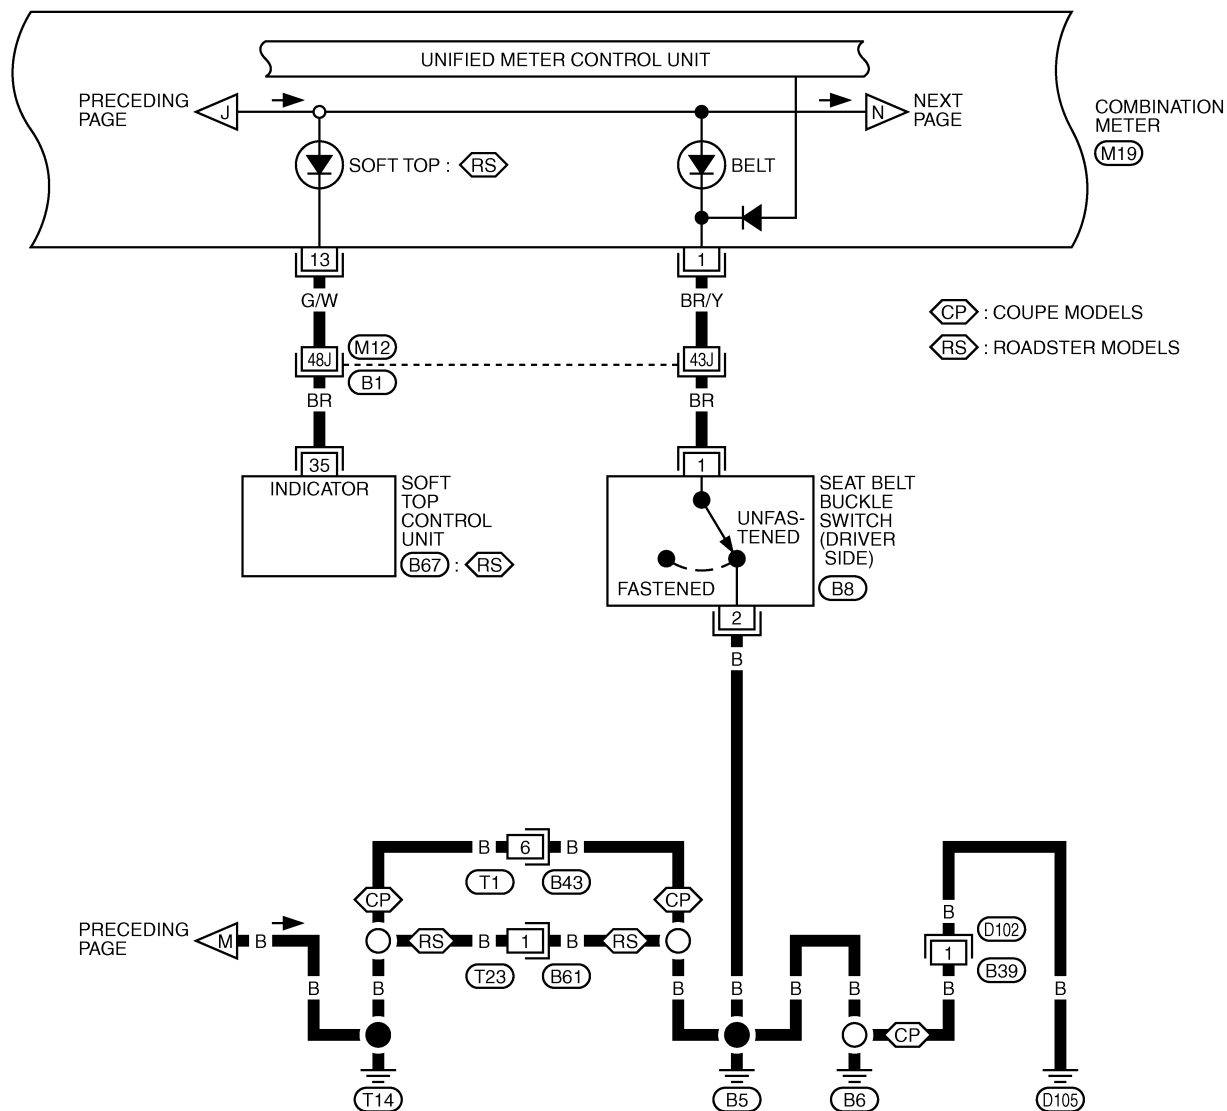 UNIFIED METER CONTROL UNIT
PRECEDING
PAGE
J
N
NEXT
PAGE
COMBINATION
METER
M19
SOFT TOP : RS
BELT
13
1
G/W
BR/Y
CP : COUPE MODELS
RS : ROADSTER MODELS
48J
M12
B1
43J
BR
BR
35
1
INDICATOR
SOFT
TOP
CONTROL
UNIT
B67 : RS
UNFAS-
TENED
FASTENED
SEAT BELT
BUCKLE
SWITCH
(DRIVER
SIDE)
B8
2
B
B 6 B
T1 B43
CP CP
PRECEDING
PAGE
M B
RS B 1 B RS
T23 B61
B
D102
1
B39
B B B B B B B B
CP
T14 B5 B6 D105